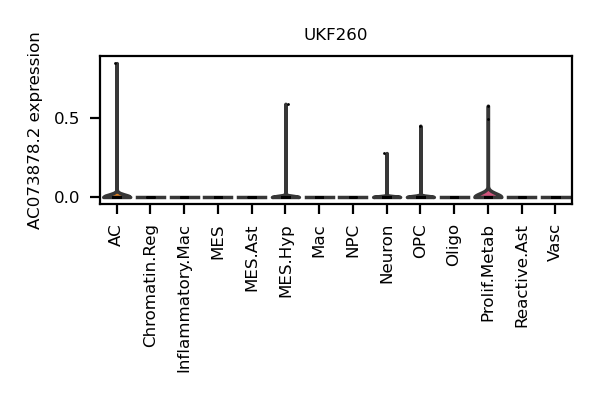 UKF260
AC073878.2 expression
0.5
0.0
AC
Chromatin.Reg
Inflammatory.Mac
MES
MES.Ast
MES.Hyp
Mac
NPC
Neuron
OPC
Oligo
Prolif.Metab
Reactive.Ast
Vasc